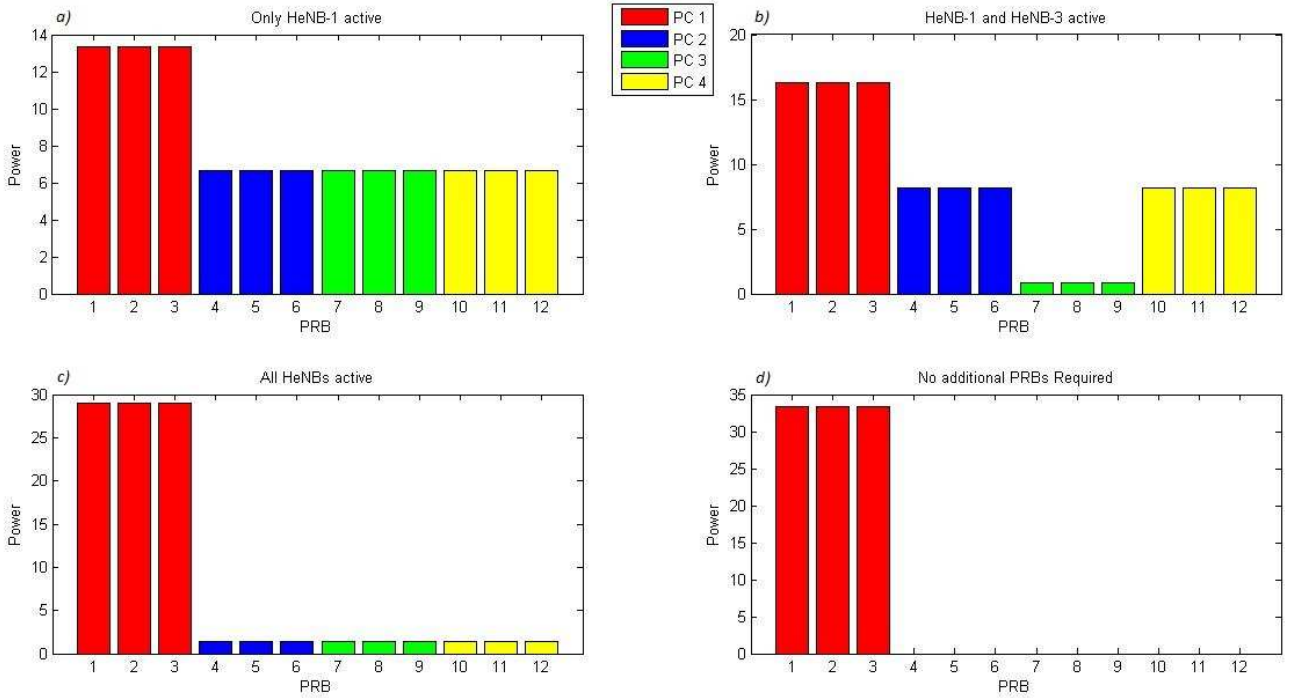 a) Only HeNB-1 active
14
12
10
8
6
4
2
0
Power
1 2 3 4 5 6 7 8 9 10 11 12
PRB
PC 1
PC 2
PC 3
PC 4
b) HeNB-1 and HeNB-3 active
20
15
10
5
0
Power
1 2 3 4 5 6 7 8 9 10 11 12
PRB
c) All HeNBs active
30
25
20
15
10
5
0
Power
1 2 3 4 5 6 7 8 9 10 11 12
PRB
d) No additional PRBs Required
35
30
25
20
15
10
5
0
Power
1 2 3 4 5 6 7 8 9 10 11 12
PRB